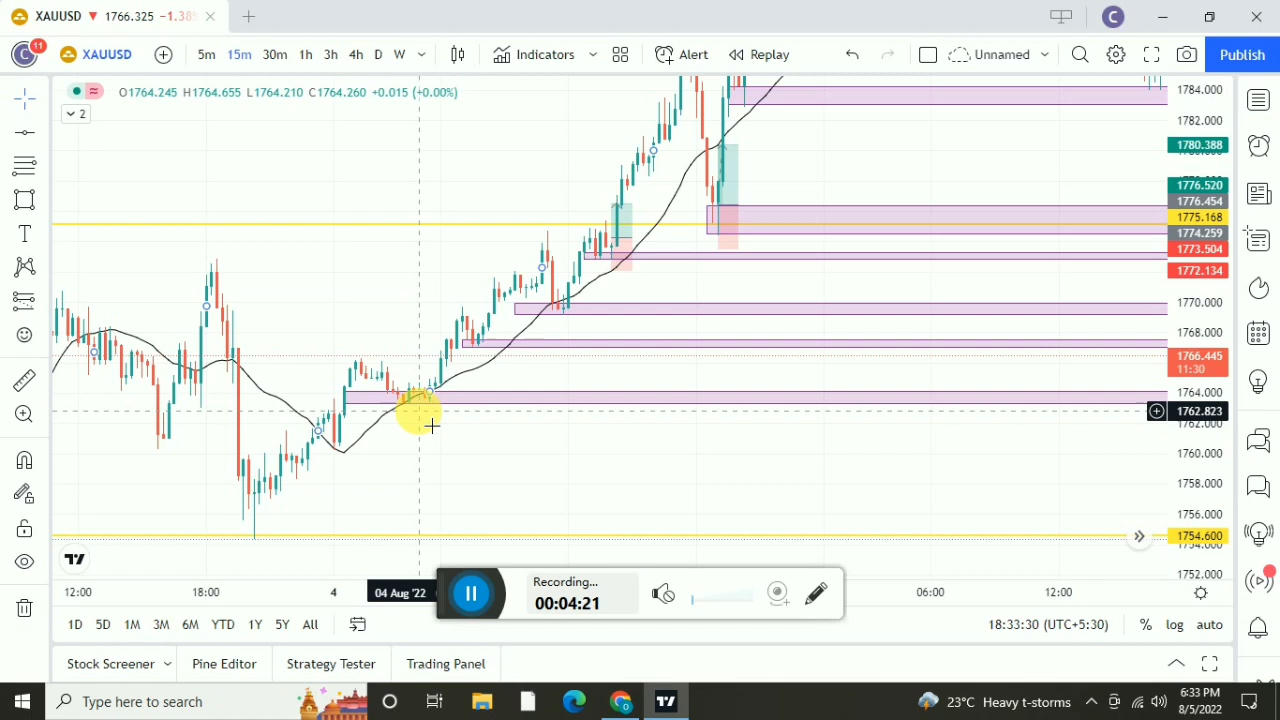 XAUUSD ▼ 1766.325 −1.38%
C
C 11 XAUUSD 5m 15m 30m 1h 3h 4h D W Indicators Alert Replay Unnamed Publish
O1764.245 H1764.655 L1764.210 C1764.260 +0.015 (+0.00%)
2
1784.000
1782.000
1780.388
1776.520
1776.454
1775.168
1774.259
1773.504
1772.134
1770.000
1768.000
1766.445
11:30
1764.000
1762.823
1762.000
1760.000
1758.000
1756.000
1754.600
1754.000
1752.000
12:00 18:00 4 04 Aug '22 06:00 12:00
Recording...
00:04:21
1D 5D 1M 3M 6M YTD 1Y 5Y All 18:33:30 (UTC+5:30) % log auto
Stock Screener Pine Editor Strategy Tester Trading Panel
Type here to search 23°C Heavy t-storms 6:33 PM
8/5/2022